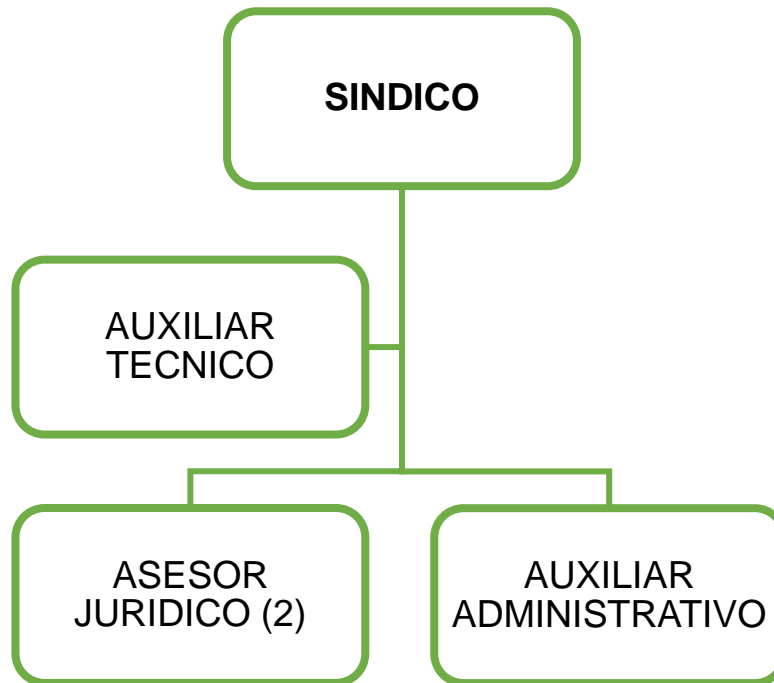 SINDICO
AUXILIAR
TECNICO
ASESOR
JURIDICO (2)
AUXILIAR
ADMINISTRATIVO